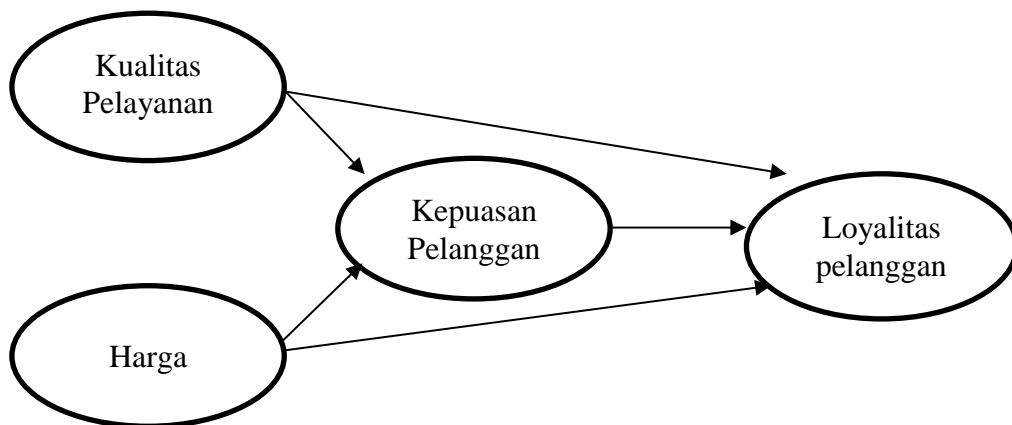 Kualitas
Pelayanan
Kepuasan
Pelanggan
Loyalitas
pelanggan
Harga